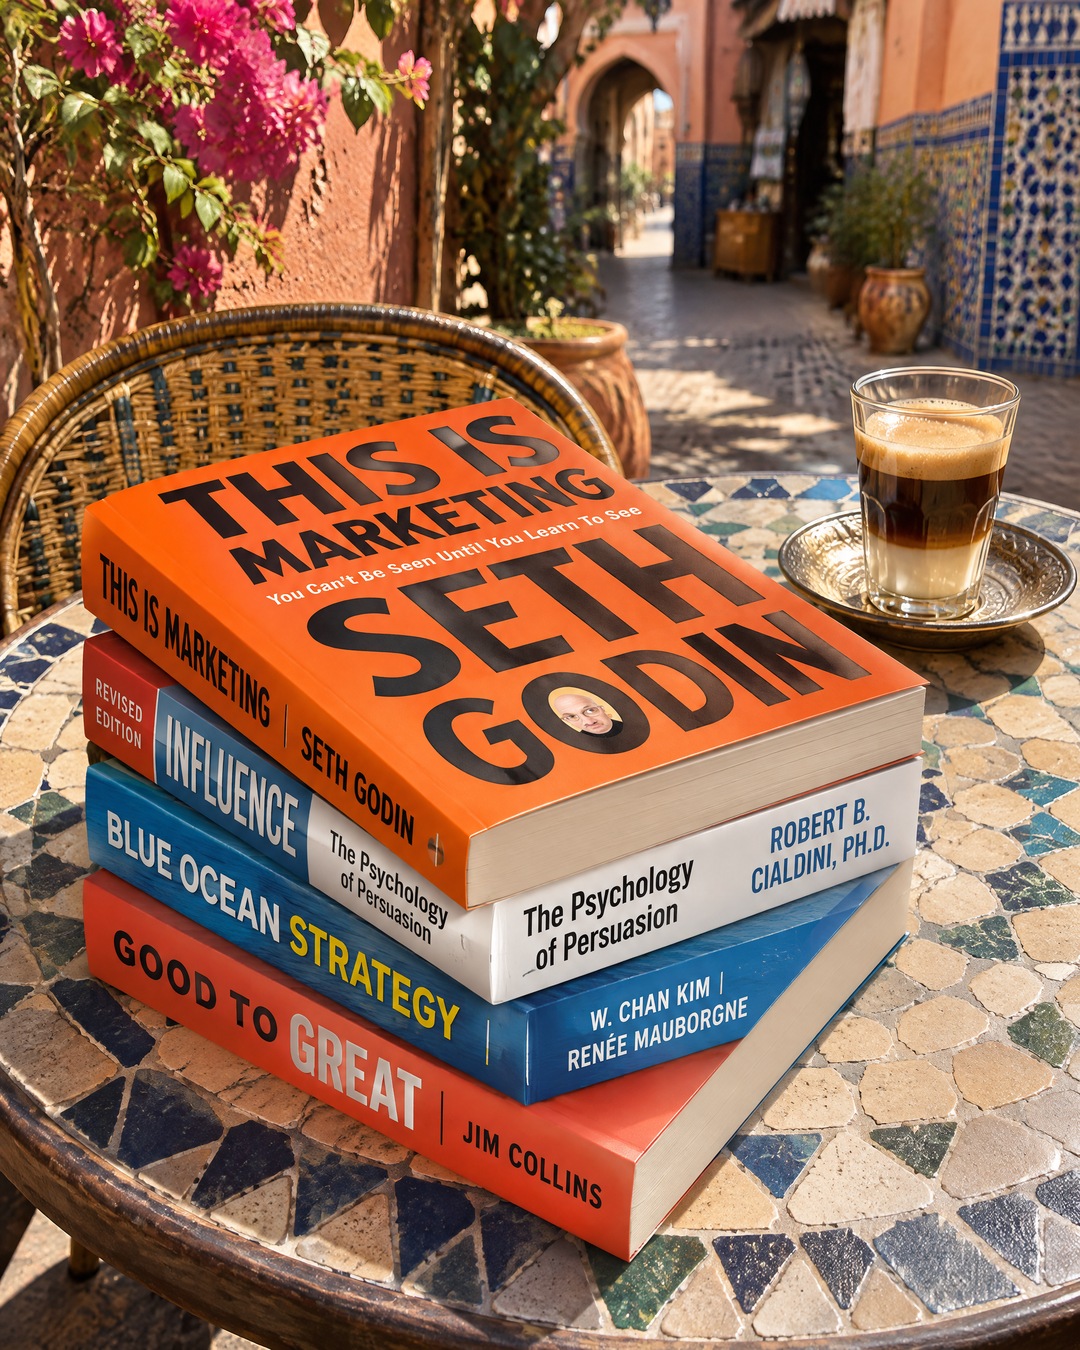 THIS IS
MARKETING
You Can't Be Seen Until You Learn To See
SETH
GODIN
THIS IS MARKETING | SETH GODIN
REVISED
EDITION
INFLUENCE
The Psychology
of Persuasion
The Psychology
of Persuasion
ROBERT B.
CIALDINI, PH.D.
BLUE OCEAN STRATEGY
W. CHAN KIM |
RENÉE MAUBORGNE
GOOD TO GREAT | JIM COLLINS